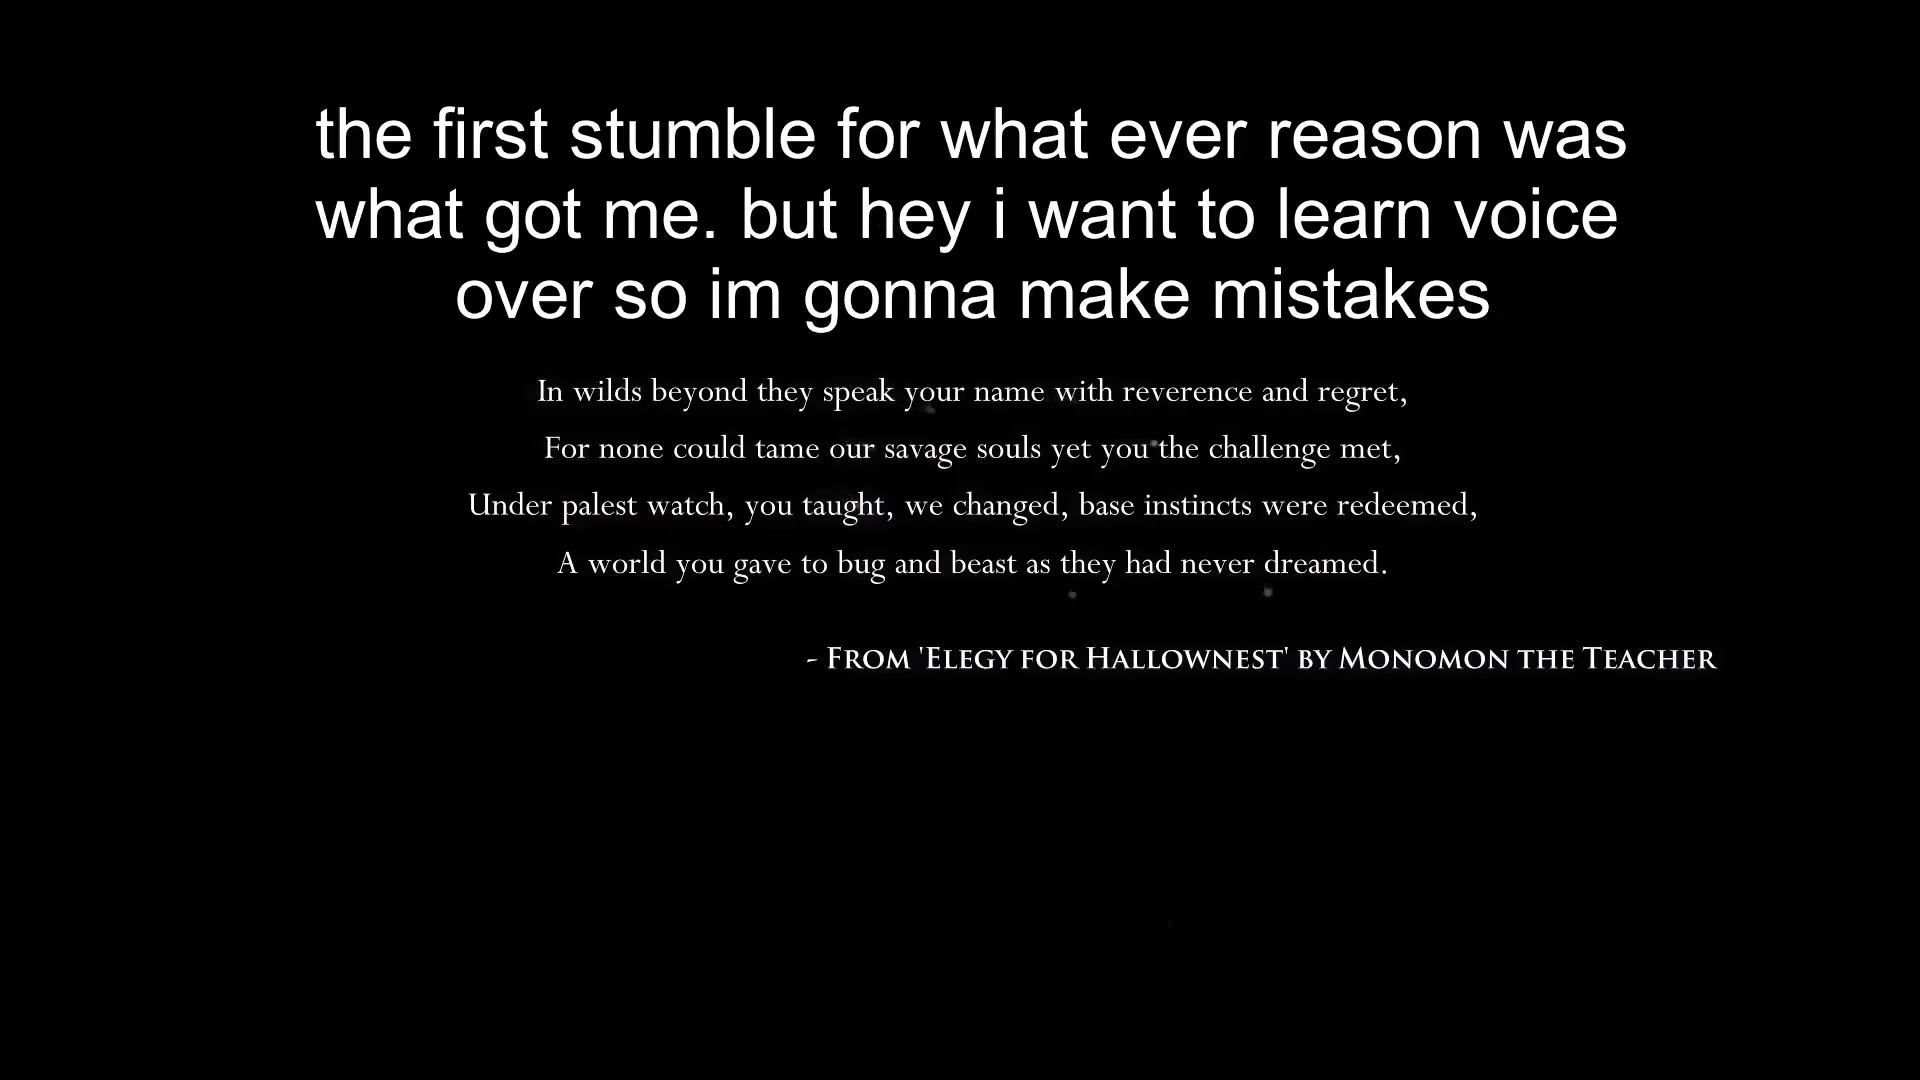 the first stumble for what ever reason was
what got me. but hey i want to learn voice
over so im gonna make mistakes
In wilds beyond they speak your name with reverence and regret,
For none could tame our savage souls yet you the challenge met,
Under palest watch, you taught, we changed, base instincts were redeemed,
A world you gave to bug and beast as they had never dreamed.
- From 'Elegy for Hallownest' by Monomon the Teacher